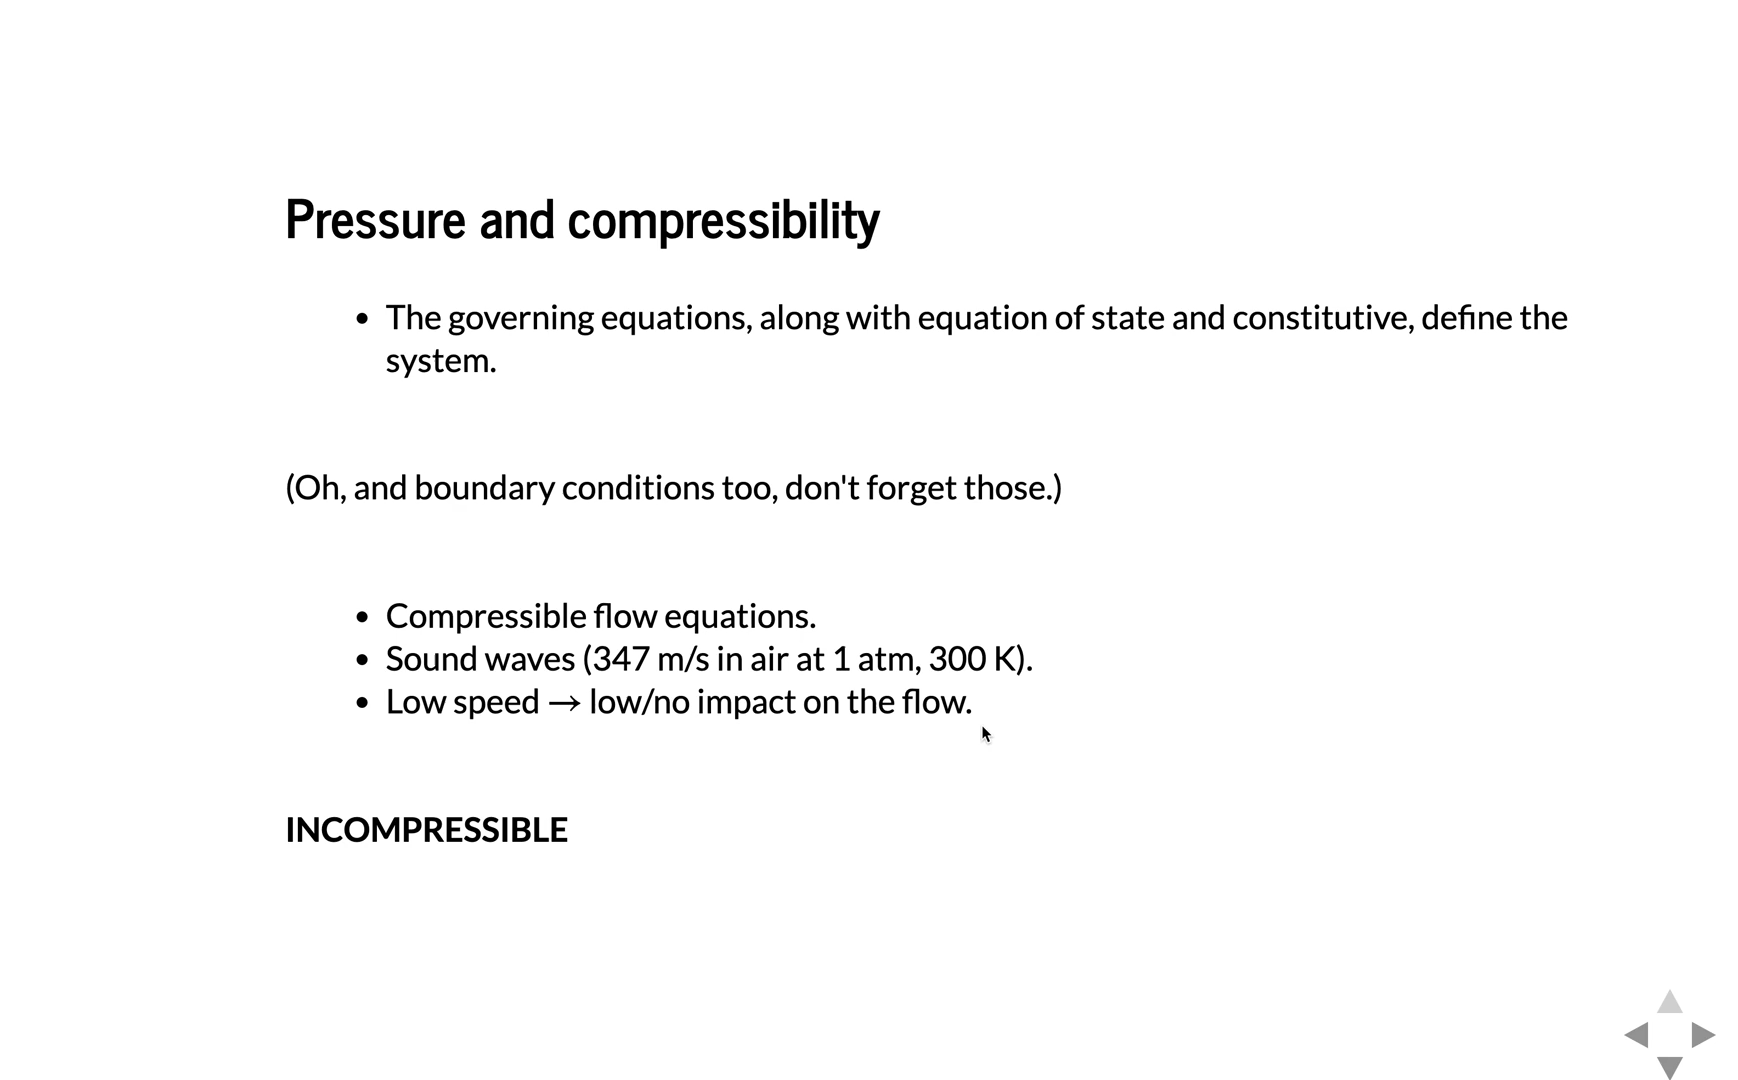 Pressure and compressibility
• The governing equations, along with equation of state and constitutive, define the
system.
(Oh, and boundary conditions too, don't forget those.)
• Compressible flow equations.
• Sound waves (347 m/s in air at 1 atm, 300 K).
• Low speed → low/no impact on the flow.
INCOMPRESSIBLE